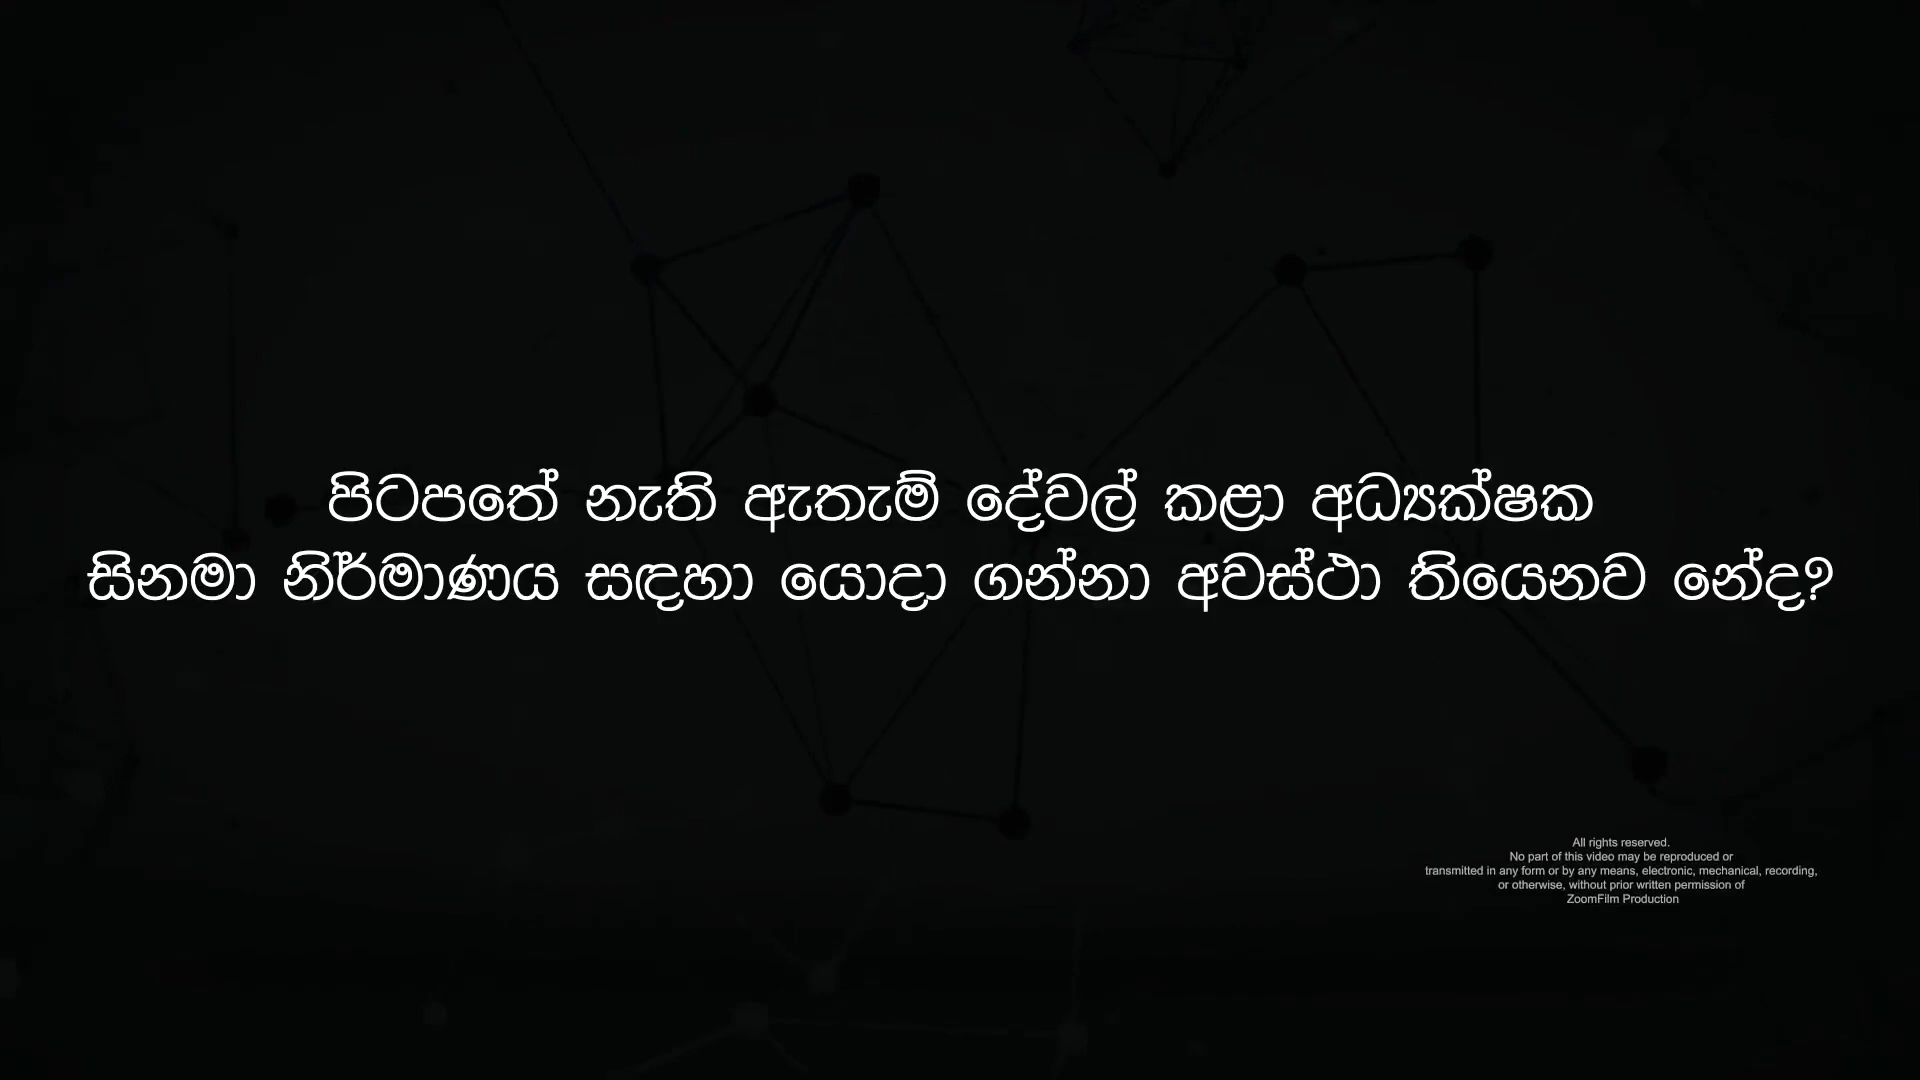 පිටපතේ නැති ඇතැම් දේවල් කළා අධ්‍යක්ෂක
සිනමා නිර්මාණය සඳහා යොදා ගන්නා අවස්ථා තියෙනව නේද?
All rights reserved.
No part of this video may be reproduced or
transmitted in any form or by any means, electronic, mechanical, recording,
or otherwise, without prior written permission of
ZoomFilm Production